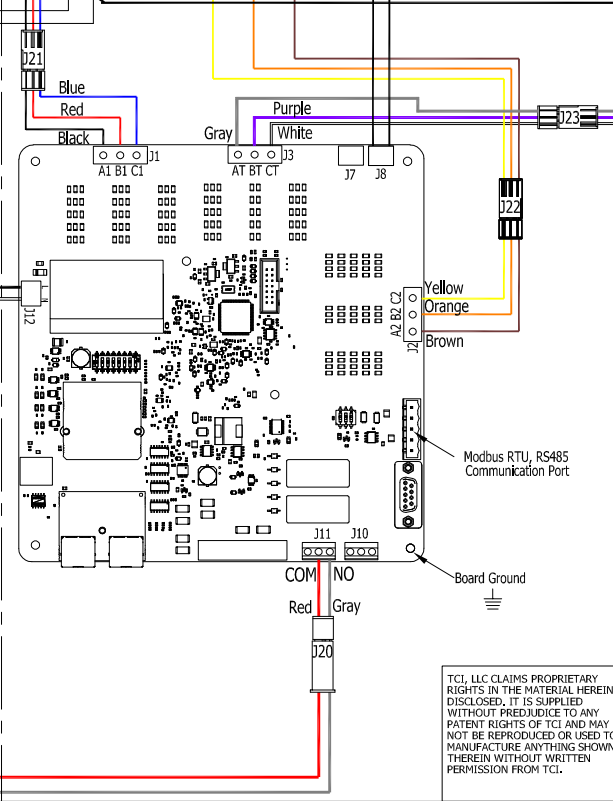 J21
Blue
Red
Black
A1 B1 C1
J1
Purple
Gray
White
AT BT CT
J3
J7
J8
J23
J22
L
N
J12
Yellow
Orange
Brown
A2 B2 C2
J2
Modbus RTU, RS485
Communication Port
J11
J10
COM
NO
Board Ground
Red
Gray
J20
TCI, LLC CLAIMS PROPRIETARY
RIGHTS IN THE MATERIAL HEREIN
DISCLOSED. IT IS SUPPLIED
WITHOUT PREDJUDICE TO ANY
PATENT RIGHTS OF TCI AND MAY
NOT BE REPRODUCED OR USED TO
MANUFACTURE ANYTHING SHOWN
THEREIN WITHOUT WRITTEN
PERMISSION FROM TCI.